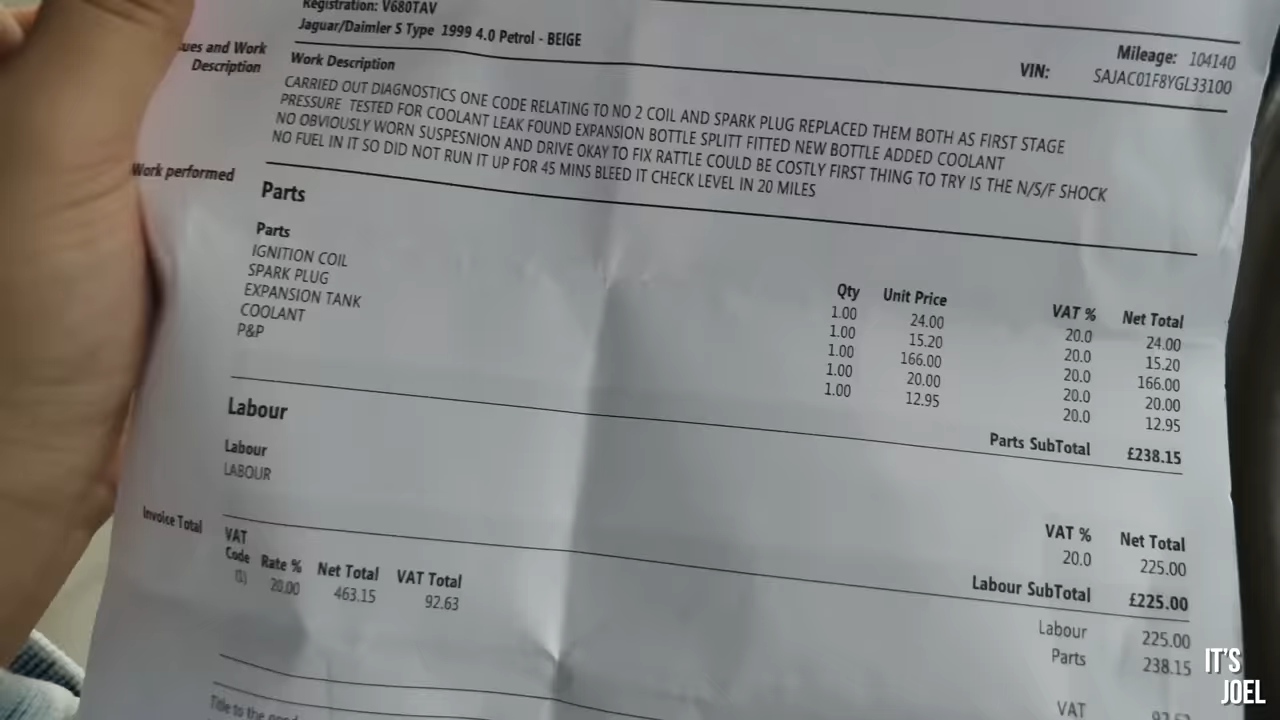 Registration: V680TAV
Jaguar/Daimler S Type 1999 4.0 Petrol - BEIGE
Mileage: 104140
VIN: SAJAC01F8YGL33100
ues and Work
Description
Work Description
CARRIED OUT DIAGNOSTICS ONE CODE RELATING TO NO 2 COIL AND SPARK PLUG REPLACED THEM BOTH AS FIRST STAGE
PRESSURE TESTED FOR COOLANT LEAK FOUND EXPANSION BOTTLE SPLITT FITTED NEW BOTTLE ADDED COOLANT
NO OBVIOUSLY WORN SUSPESNION AND DRIVE OKAY TO FIX RATTLE COULD BE COSTLY FIRST THING TO TRY IS THE N/S/F SHOCK
NO FUEL IN IT SO DID NOT RUN IT UP FOR 45 MINS BLEED IT CHECK LEVEL IN 20 MILES
Work performed
Parts
Parts Qty Unit Price VAT % Net Total
IGNITION COIL 1.00 24.00 20.0 24.00
SPARK PLUG 1.00 15.20 20.0 15.20
EXPANSION TANK 1.00 166.00 20.0 166.00
COOLANT 1.00 20.00 20.0 20.00
P&P 1.00 12.95 20.0 12.95
Parts SubTotal £238.15
Labour
Labour VAT % Net Total
LABOUR 20.0 225.00
Labour SubTotal £225.00
Invoice Total
VAT
Code Rate % Net Total VAT Total
(1) 20.00 463.15 92.63
Labour 225.00
Parts 238.15
VAT 92.63
Title to the
IT'S
JOEL